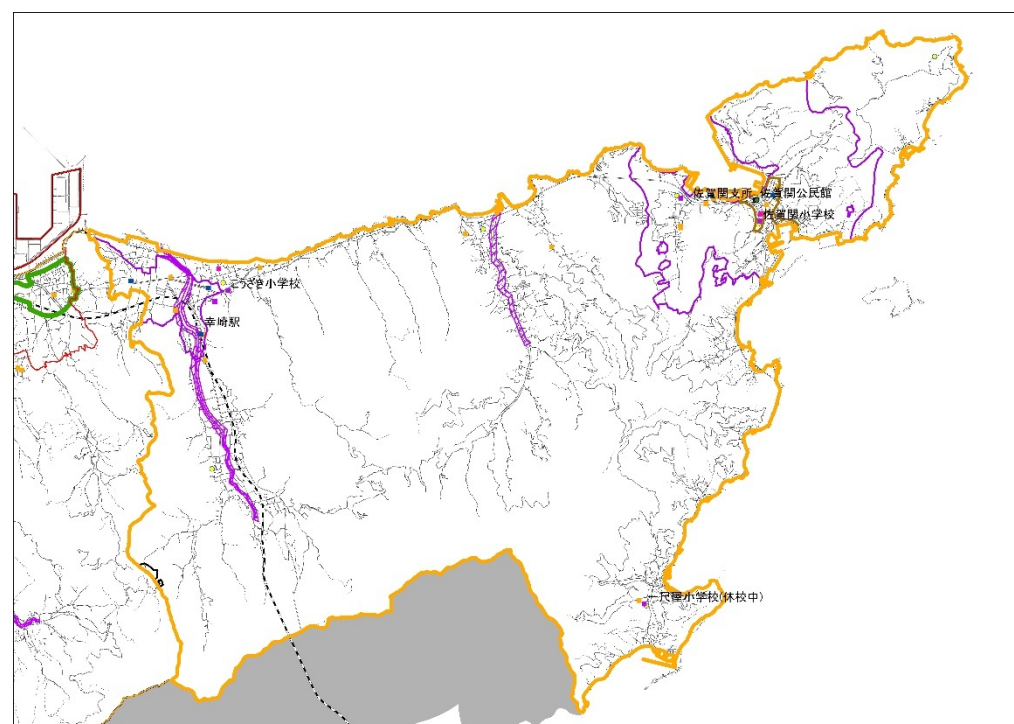 佐賀関支所
佐賀関公民館
佐賀関小学校
こうざき小学校
幸崎駅
一尺屋小学校(休校中)